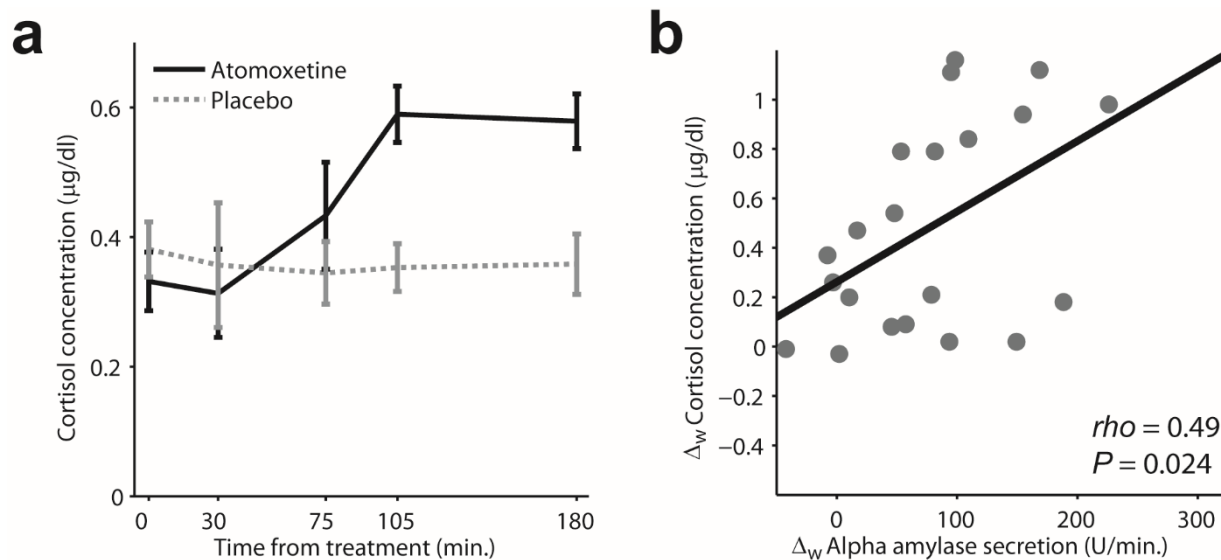 a
Atomoxetine
Placebo
Cortisol concentration (μg/dl)
0.6
0.4
0.2
0
0 30 75 105 180
Time from treatment (min.)
b
Δw Cortisol concentration (μg/dl)
1
0.8
0.6
0.4
0.2
0
−0.2
−0.4
rho = 0.49
P = 0.024
0 100 200 300
Δw Alpha amylase secretion (U/min.)